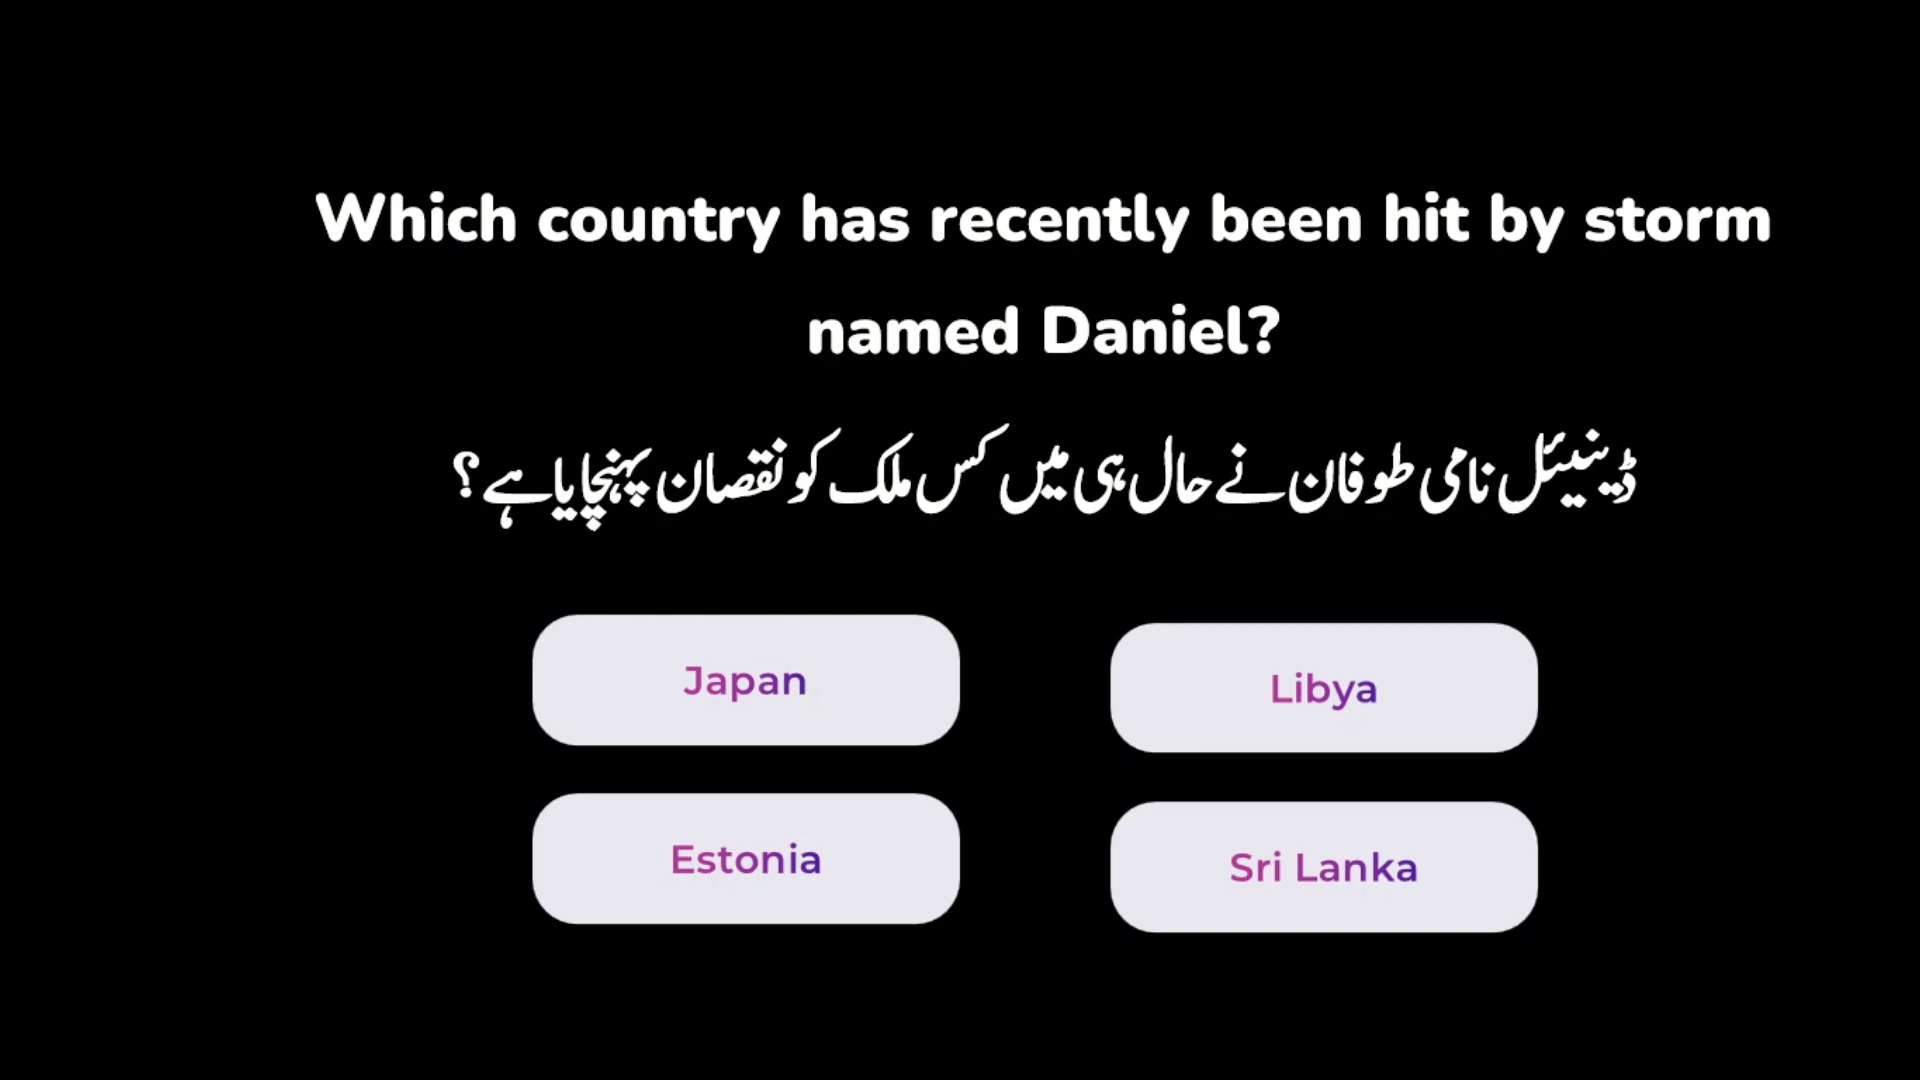 Which country has recently been hit by storm
named Daniel?
ڈینیئل نامی طوفان نے حال ہی میں کس ملک کو نقصان پہنچایا ہے؟
Japan
Libya
Estonia
Sri Lanka